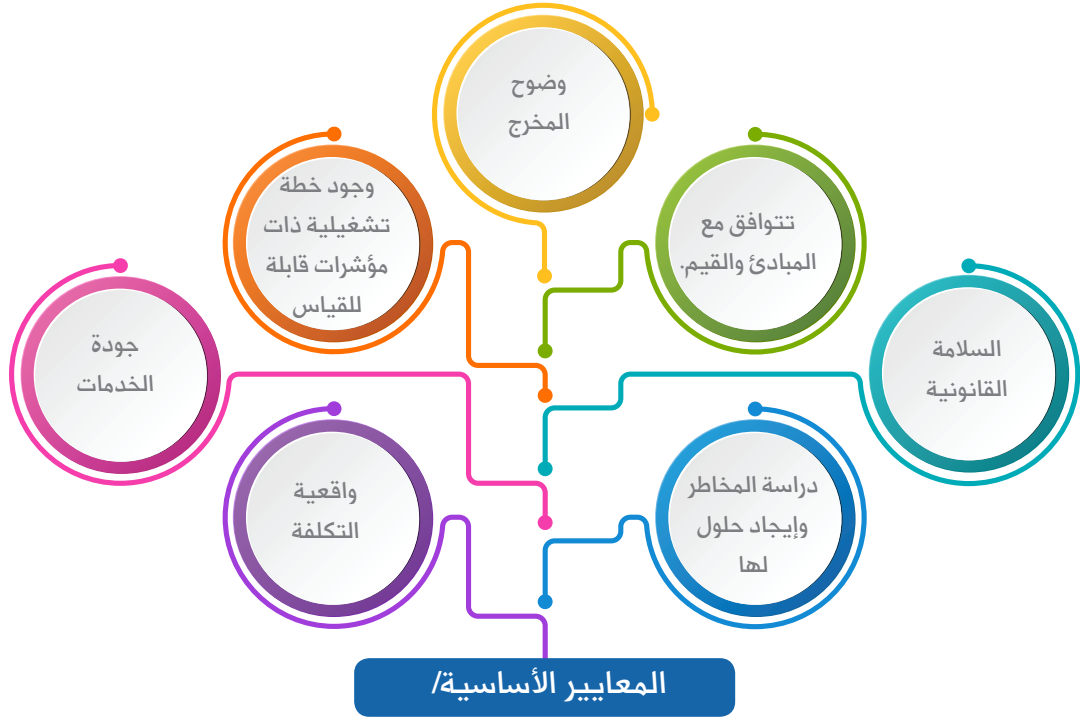 وضوح
المخرج
تتوافق مع
المبادئ والقيم.
وجود خطة
تشغيلية ذات
مؤشرات قابلة
للقياس
السلامة
القانونية
جودة
الخدمات
دراسة المخاطر
وإيجاد حلول
لها
واقعية
التكلفة
المعايير الأساسية/